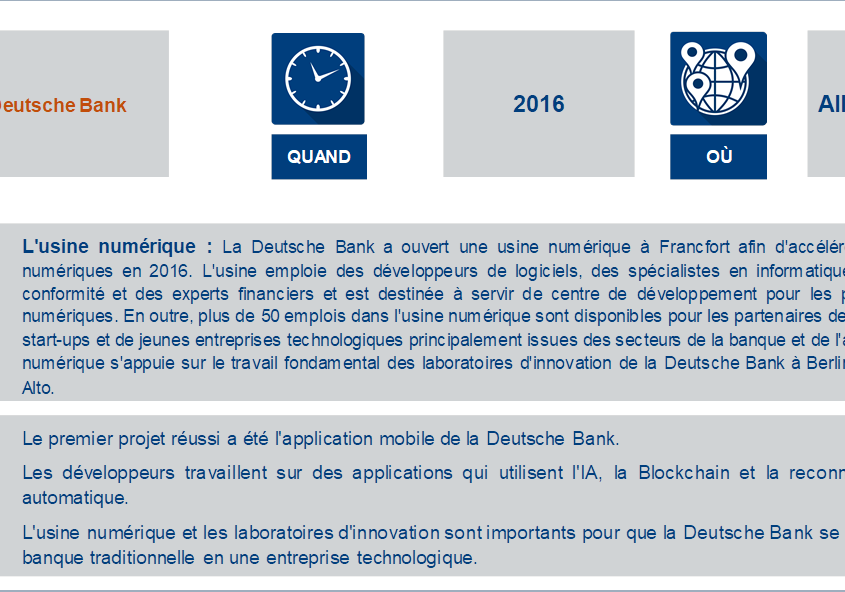 Deutsche Bank
QUAND
2016
OÙ
All
L'usine numérique : La Deutsche Bank a ouvert une usine numérique à Francfort afin d'accélér
numériques en 2016. L'usine emploie des développeurs de logiciels, des spécialistes en informatique
conformité et des experts financiers et est destinée à servir de centre de développement pour les p
numériques. En outre, plus de 50 emplois dans l'usine numérique sont disponibles pour les partenaires de
start-ups et de jeunes entreprises technologiques principalement issues des secteurs de la banque et de l'a
numérique s'appuie sur le travail fondamental des laboratoires d'innovation de la Deutsche Bank à Berlin
Alto.
Le premier projet réussi a été l'application mobile de la Deutsche Bank.
Les développeurs travaillent sur des applications qui utilisent l'IA, la Blockchain et la reconn
automatique.
L'usine numérique et les laboratoires d'innovation sont importants pour que la Deutsche Bank se
banque traditionnelle en une entreprise technologique.